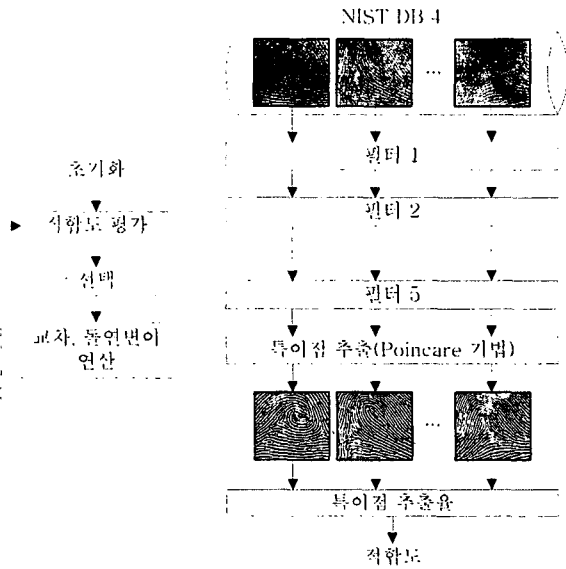 NIST DB 4
...
필터 1
필터 2
필터 5
특이점 추출(Poincare 기법)
...
특이점 추출율
적합도
초기화
적합도 평가
선택
교차, 돌연변이
연산